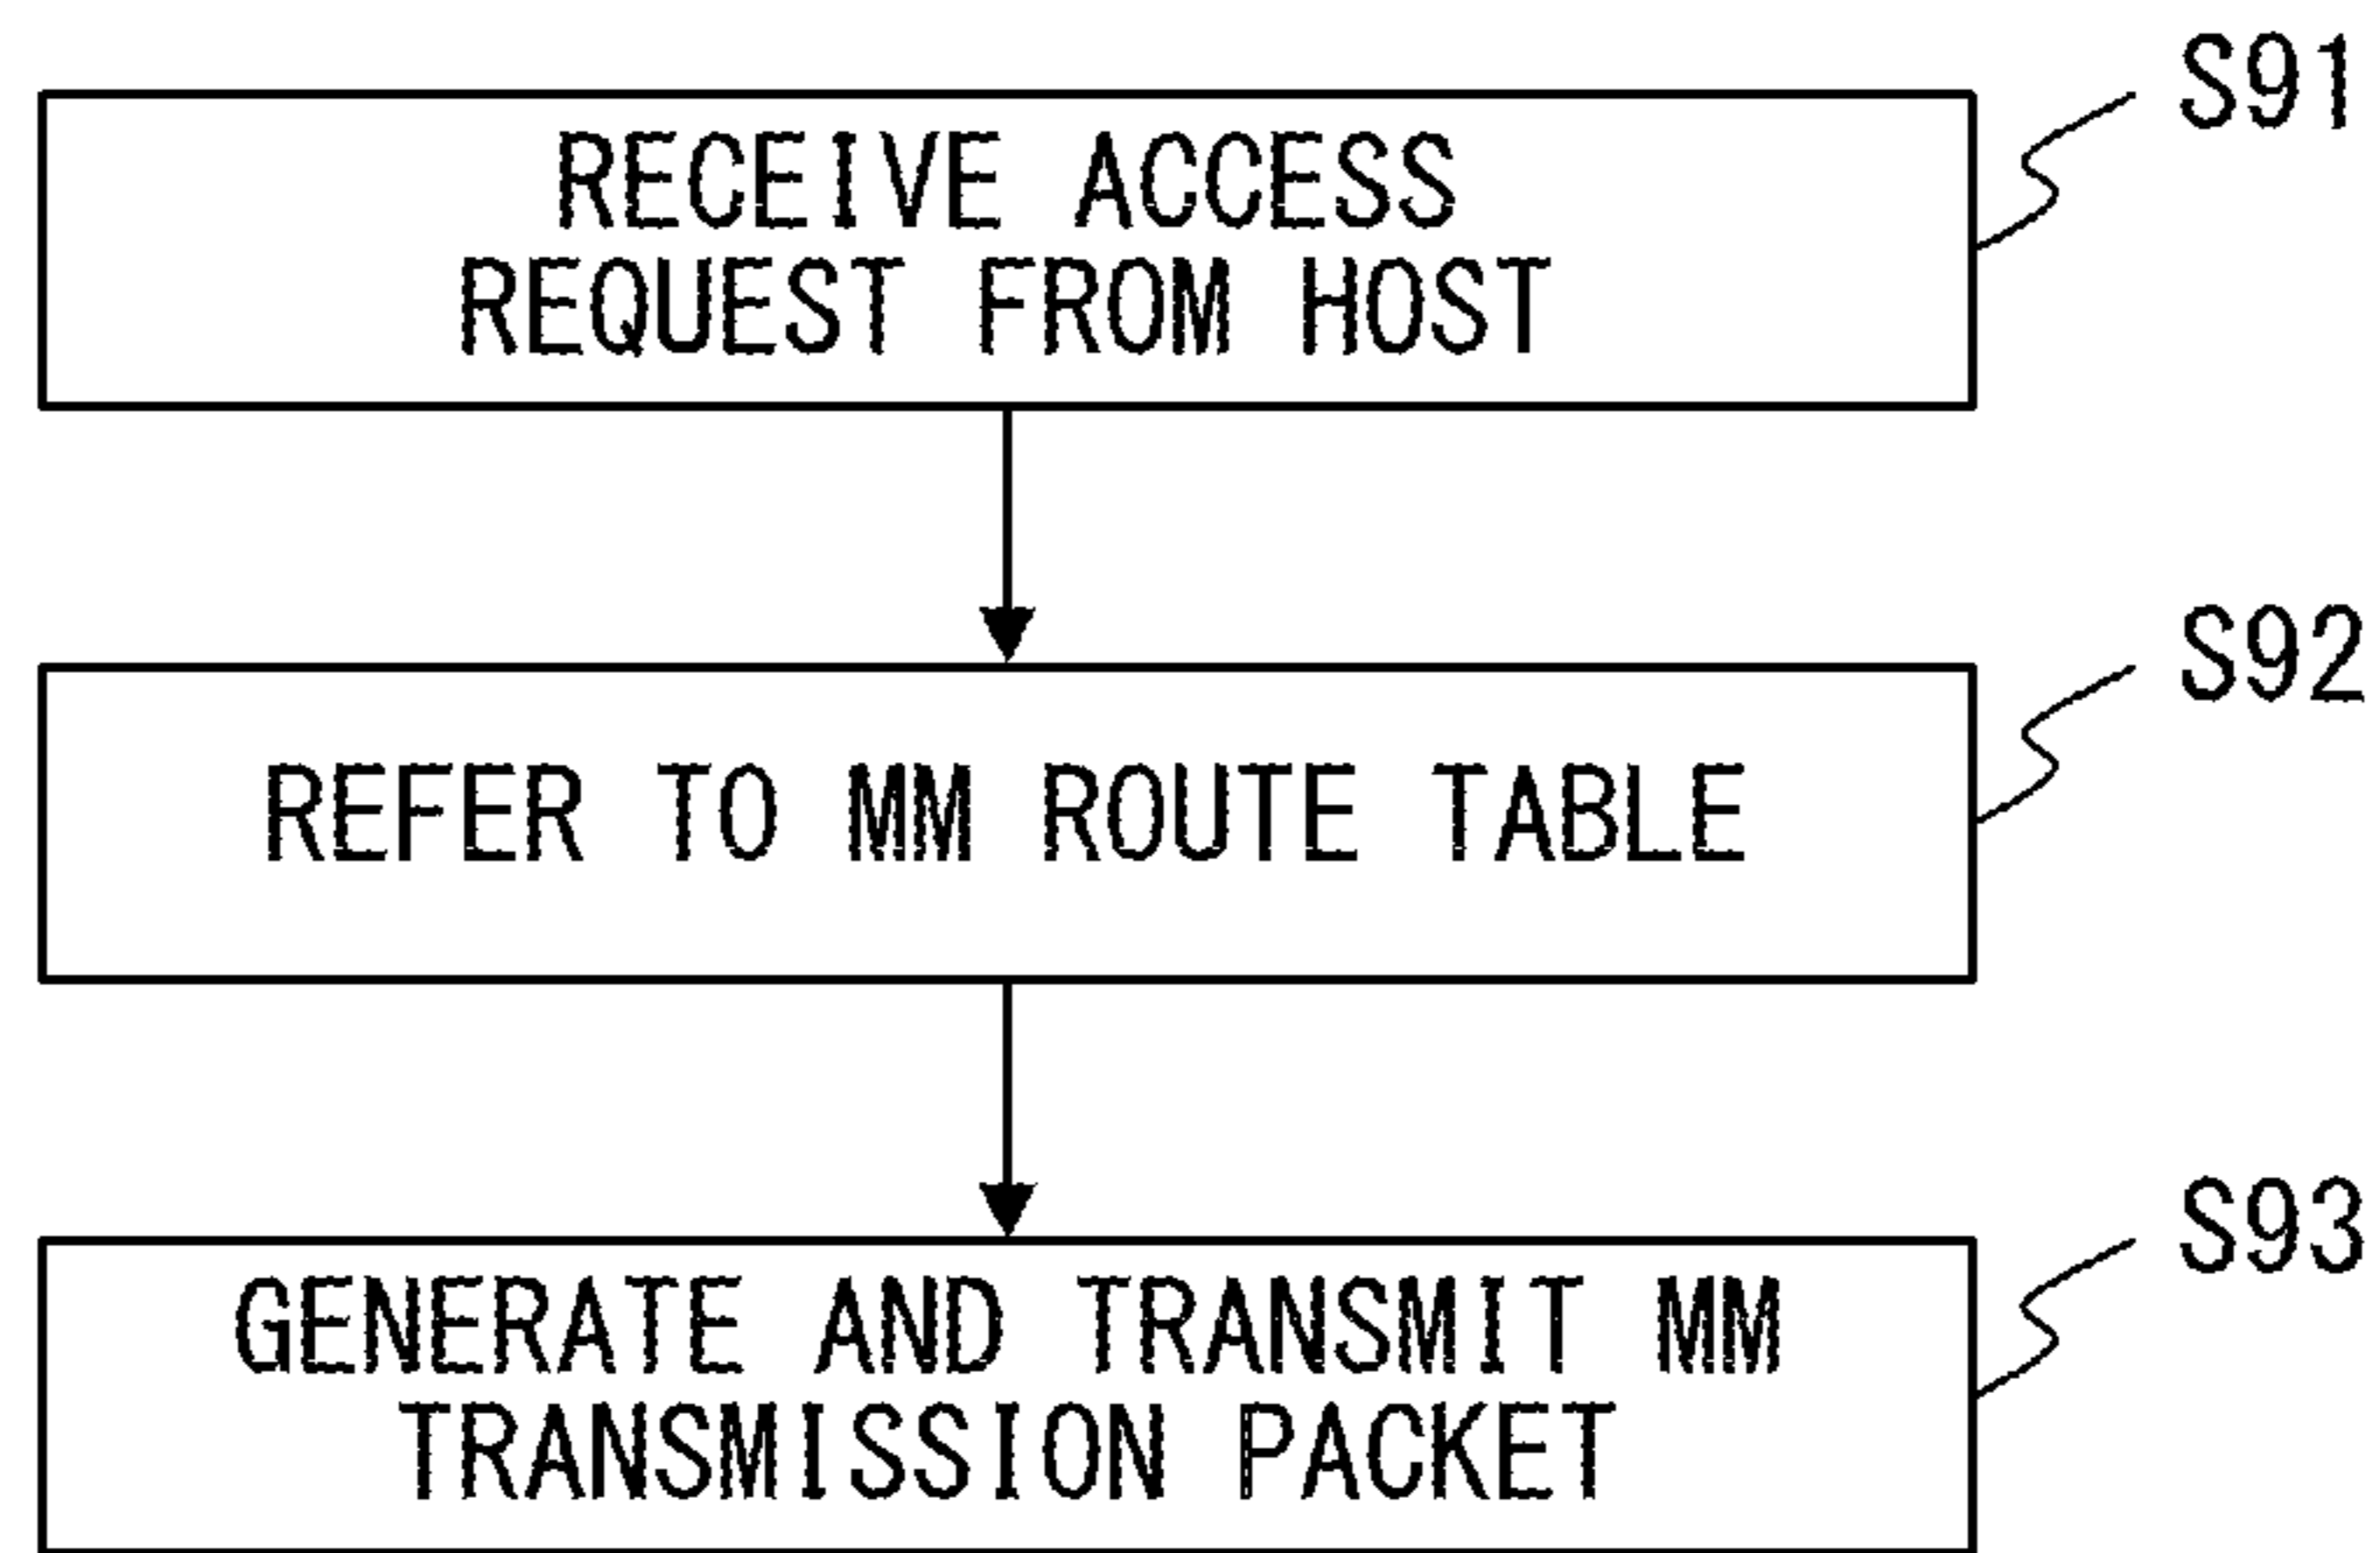 S91
RECEIVE ACCESS
REQUEST FROM HOST
S92
REFER TO MM ROUTE TABLE
S93
GENERATE AND TRANSMIT MM
TRANSMISSION PACKET